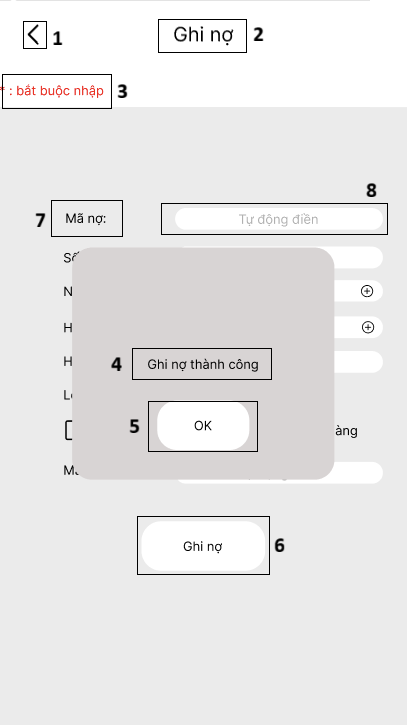 1
Ghi nợ 2
* : bắt buộc nhập 3
8
7 Mã nợ: Tự động điền
4 Ghi nợ thành công
5 OK
àng
Ghi nợ 6